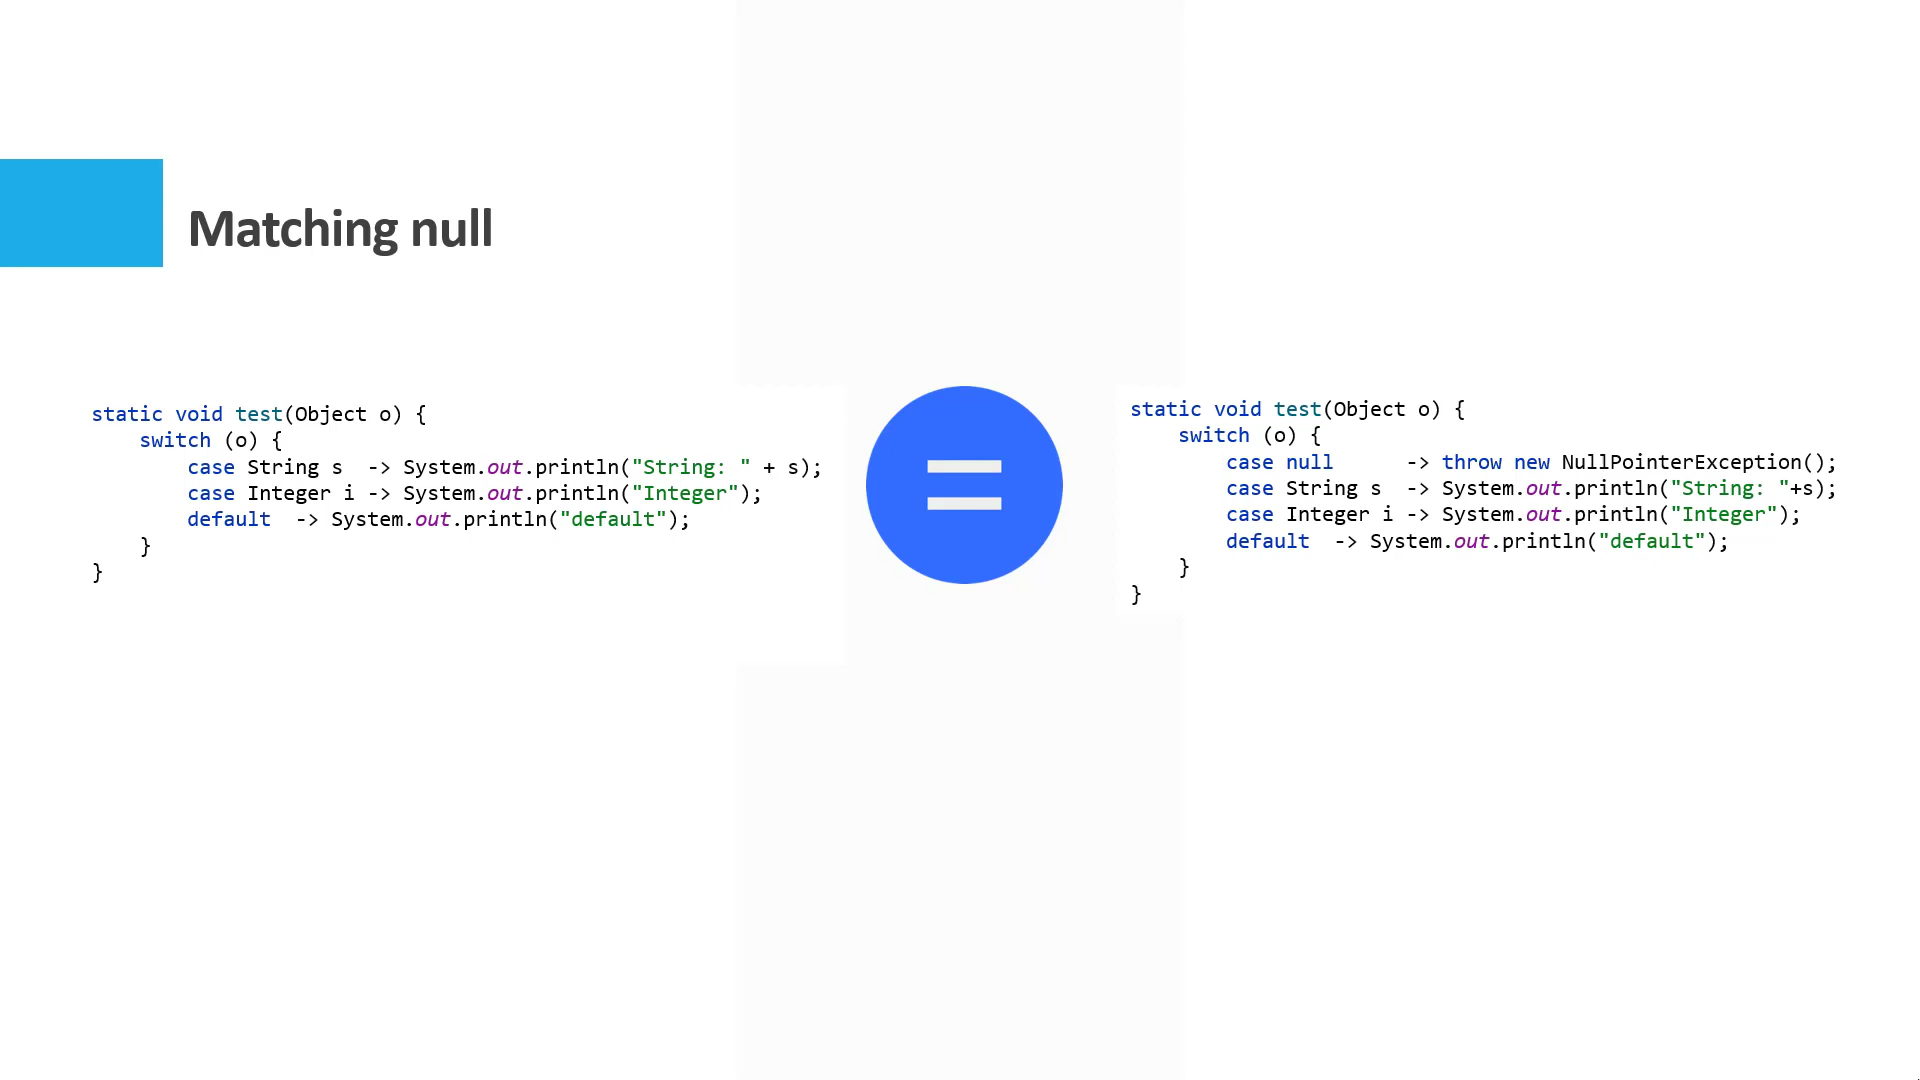 Matching null
static void test(Object o) {
    switch (o) {
        case String s  -> System.out.println("String: " + s);
        case Integer i -> System.out.println("Integer");
        default  -> System.out.println("default");
    }
}
static void test(Object o) {
    switch (o) {
        case null      -> throw new NullPointerException();
        case String s  -> System.out.println("String: "+s);
        case Integer i -> System.out.println("Integer");
        default  -> System.out.println("default");
    }
}